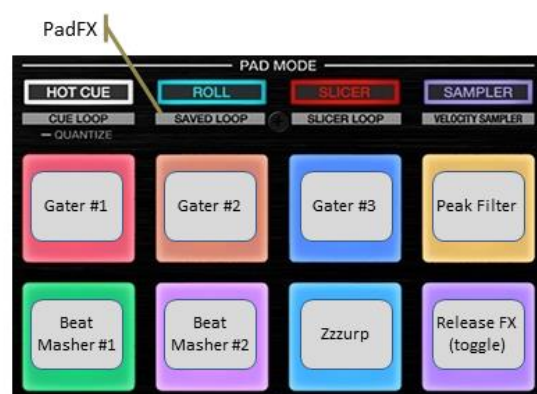 PadFX
PAD MODE
HOT CUE ROLL SLICER SAMPLER
CUE LOOP SAVED LOOP SLICER LOOP VELOCITY SAMPLER
– QUANTIZE
Gater #1 Gater #2 Gater #3 Peak Filter
Beat Beat Zzzurp Release FX
Masher #1 Masher #2 (toggle)